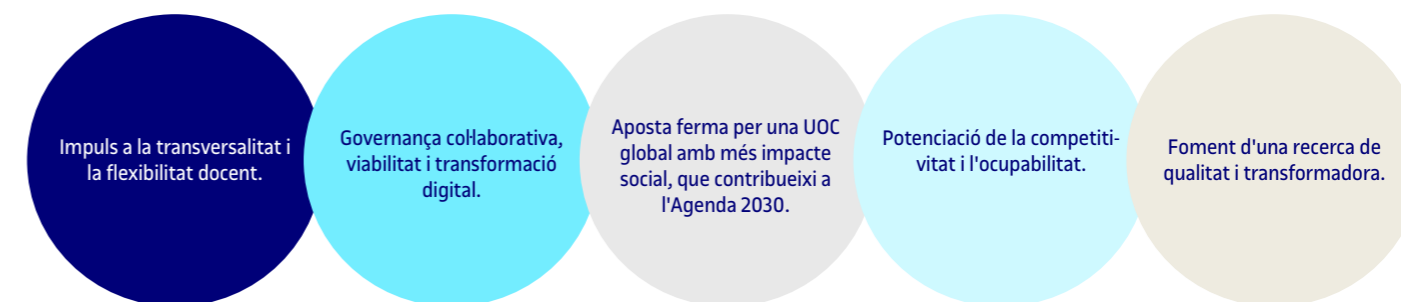 Impuls a la transversalitat i
la flexibilitat docent.
Governança col·laborativa,
viabilitat i transformació
digital.
Aposta ferma per una UOC
global amb més impacte
social, que contribueixi a
l'Agenda 2030.
Potenciació de la competiti-
vitat i l'ocupabilitat.
Foment d'una recerca de
qualitat i transformadora.